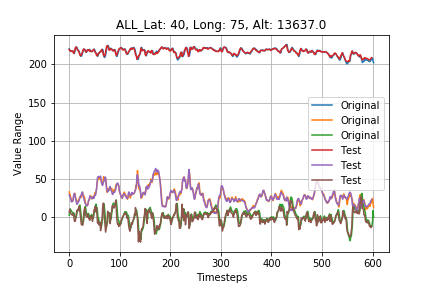 ALL_Lat: 40, Long: 75, Alt: 13637.0
Value Range
200
150
100
50
0
Original
Original
Original
Test
Test
Test
0 100 200 300 400 500 600
Timesteps